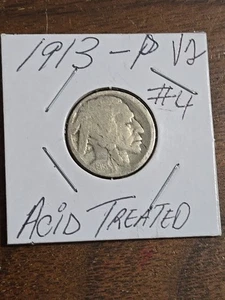 1913-P V2
#4
ACID TREATED